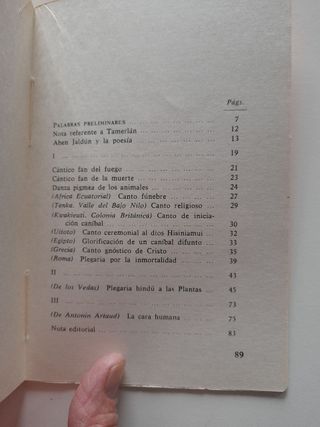 Págs.
PALABRAS PRELIMINARES ... ... ... ... ... ... ... 7
Nota referente a Tamerlán ... ... ... ... ... ... 12
Aben Jaldún y la poesía ... ... ... ... ... ... 13
I ... ... ... ... ... ... ... ... ... ... 19
Cántico fan del fuego ... ... ... ... ... ... 21
Cántico fan de la muerte ... ... ... ... ... ... 23
Danza pigmea de los animales ... ... ... ... ... 24
(Africa Ecuatorial) Canto fúnebre ... ... ... ... 27
(Tenka. Valle del Bajo Nilo) Canto religioso ... 29
(Kwakieutl, Colonia Británica) Canto de inicia-
ción caníbal ... ... ... ... ... ... ... 30
(Uitoto) Canto ceremonial al dios Hisiniamui ... 32
(Egipto) Glorificación de un caníbal difunto ... 33
(Grecia) Canto gnóstico de Cristo ... ... ... ... 35
(Roma) Plegaria por la inmortalidad ... ... ... 39
II ... ... ... ... ... ... ... ... ... 43
(De los Vedas) Plegaria hindú a las Plantas ... 45
III ... ... ... ... ... ... ... ... ... 73
(De Antonin Artaud) La cara humana ... ... ... 75
Nota editorial ... ... ... ... ... ... ... 83
89